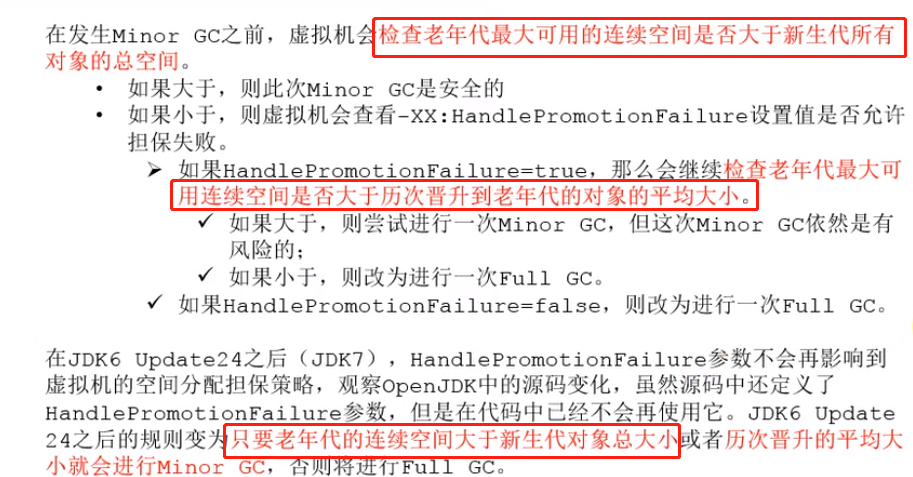 在发生Minor GC之前，虚拟机会检查老年代最大可用的连续空间是否大于新生代所有
对象的总空间。
• 如果大于，则此次Minor GC是安全的
• 如果小于，则虚拟机会查看-XX:HandlePromotionFailure设置值是否允许
担保失败。
➢ 如果HandlePromotionFailure=true，那么会继续检查老年代最大可
用连续空间是否大于历次晋升到老年代的对象的平均大小。
✓ 如果大于，则尝试进行一次Minor GC，但这次Minor GC依然是有
风险的；
✓ 如果小于，则改为进行一次Full GC。
✓ 如果HandlePromotionFailure=false，则改为进行一次Full GC。
在JDK6 Update24之后（JDK7），HandlePromotionFailure参数不会再影响到
虚拟机的空间分配担保策略，观察OpenJDK中的源码变化，虽然源码中还定义了
HandlePromotionFailure参数，但是在代码中已经不会再使用它。JDK6 Update
24之后的规则变为只要老年代的连续空间大于新生代对象总大小或者历次晋升的平均大
小就会进行Minor GC，否则将进行Full GC。